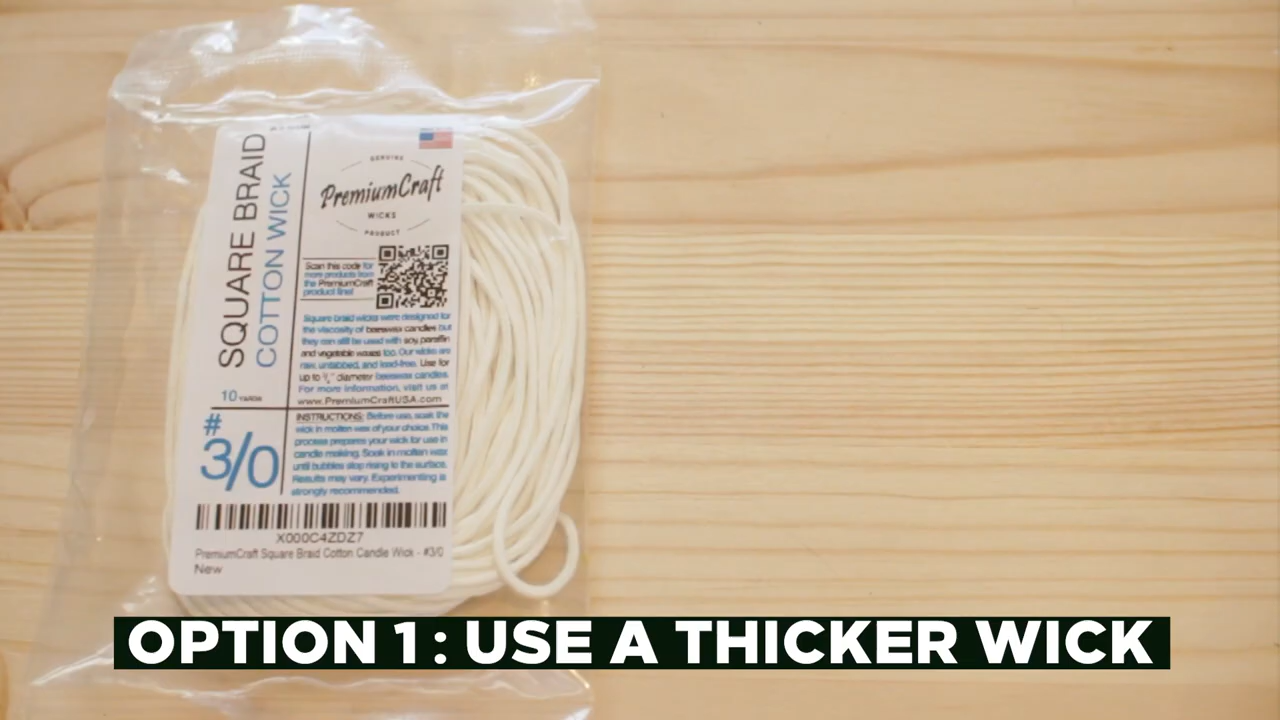 SQUARE BRAID
COTTON WICK
10 YARDS
#
3/0
GENUINE
PremiumCraft
WICKS
PRODUCT
Scan this code for
more products from
the PremiumCraft
product line!
Square braid wicks were designed for
the viscosity of beeswax candles but
they can still be used with soy, paraffin
and vegetable waxes too. Our wicks are
raw, untabbed, and lead-free. Use for
up to diameter beeswax candles.
For more information, visit us at
www.PremiumCraftUSA.com
INSTRUCTIONS: Before use, soak the
wick in molten wax of your choice. This
process prepares your wick for use in
candle making. Soak in molten wax
until bubbles stop rising to the surface.
Results may vary. Experimenting is
strongly recommended.
X000C4ZDZ7
PremiumCraft Square Braid Cotton Candle Wick - #3/0
New
OPTION 1: USE A THICKER WICK